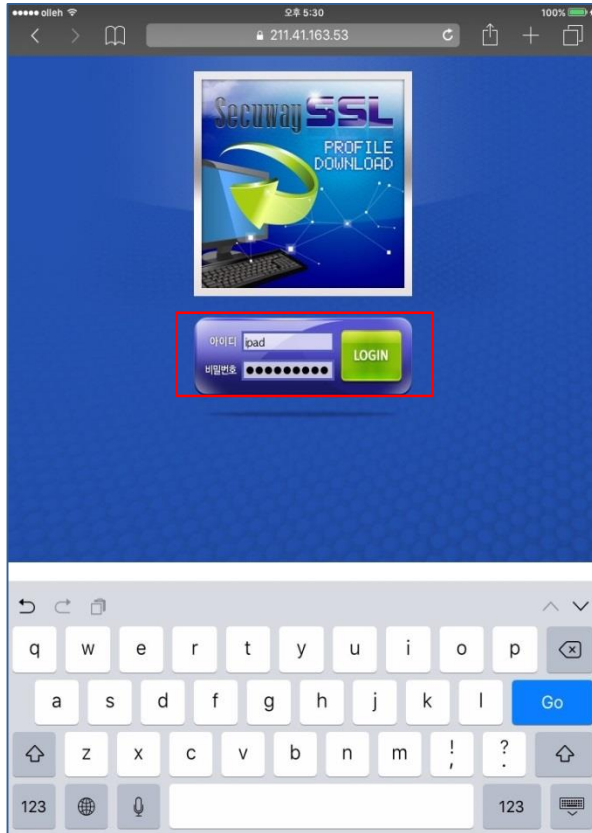 olleh 오후 5:30 100%
211.41.163.53
Secuway SSL
PROFILE
DOWNLOAD
아이디 ipad
비밀번호 ●●●●●●●●●
LOGIN
q w e r t y u i o p
a s d f g h j k l Go
z x c v b n m ! , ? .
123 123